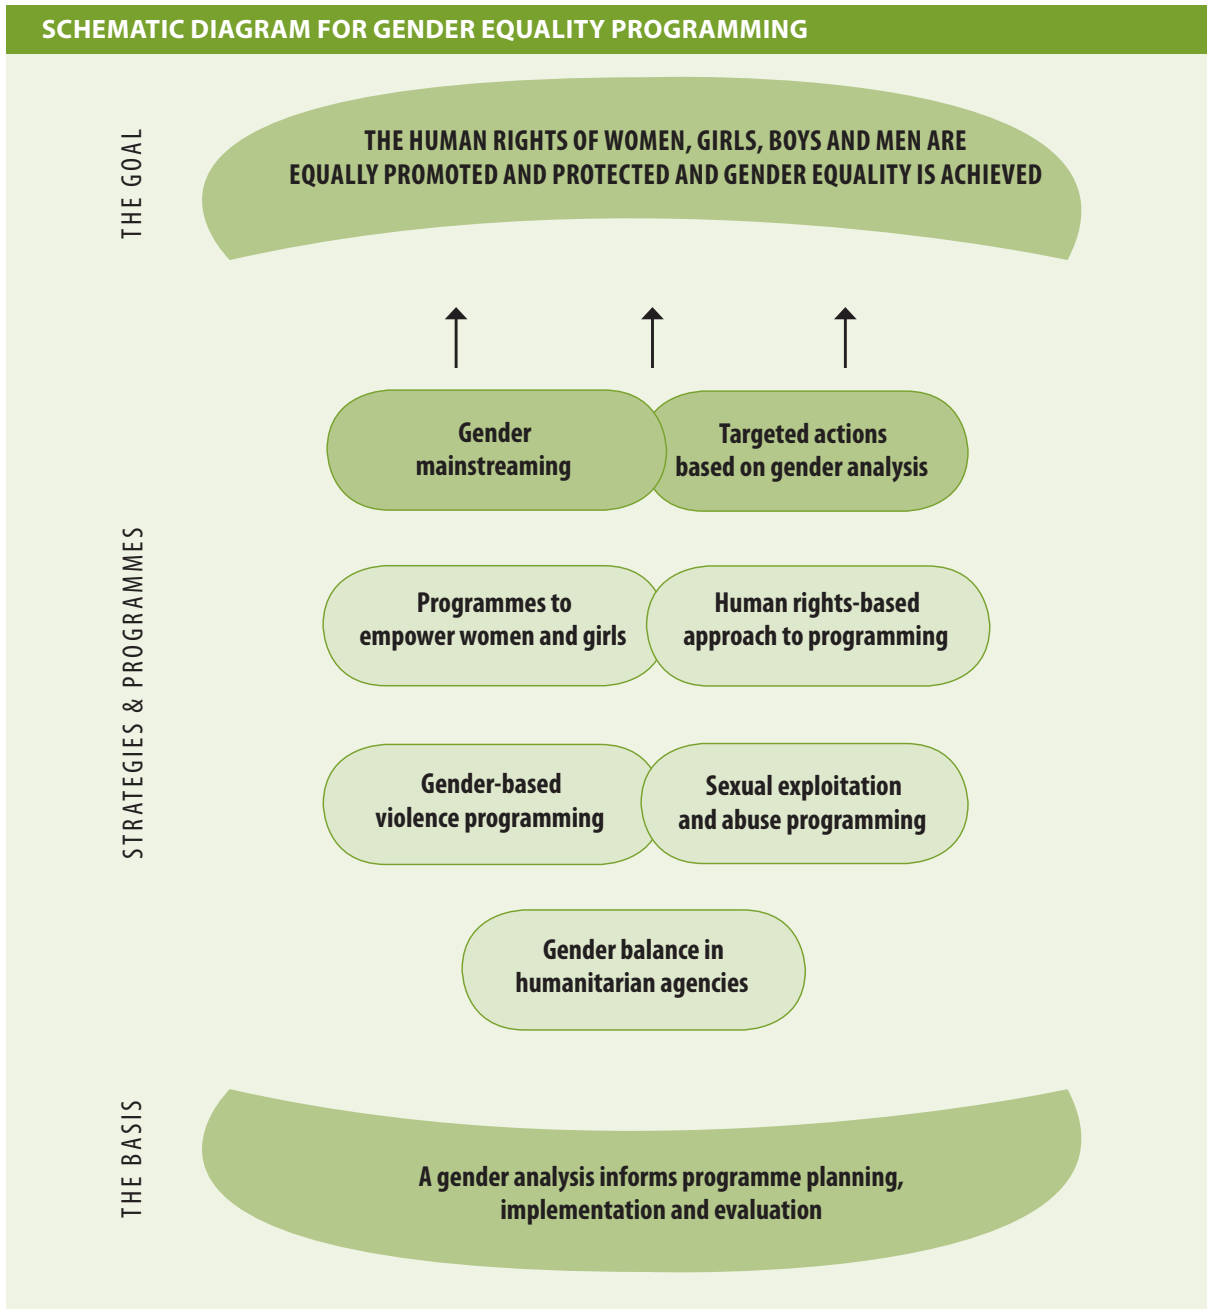 SCHEMATIC DIAGRAM FOR GENDER EQUALITY PROGRAMMING
THE GOAL
THE HUMAN RIGHTS OF WOMEN, GIRLS, BOYS AND MEN ARE
EQUALLY PROMOTED AND PROTECTED AND GENDER EQUALITY IS ACHIEVED
STRATEGIES & PROGRAMMES
Gender
mainstreaming
Targeted actions
based on gender analysis
Programmes to
empower women and girls
Human rights-based
approach to programming
Gender-based
violence programming
Sexual exploitation
and abuse programming
Gender balance in
humanitarian agencies
THE BASIS
A gender analysis informs programme planning,
implementation and evaluation